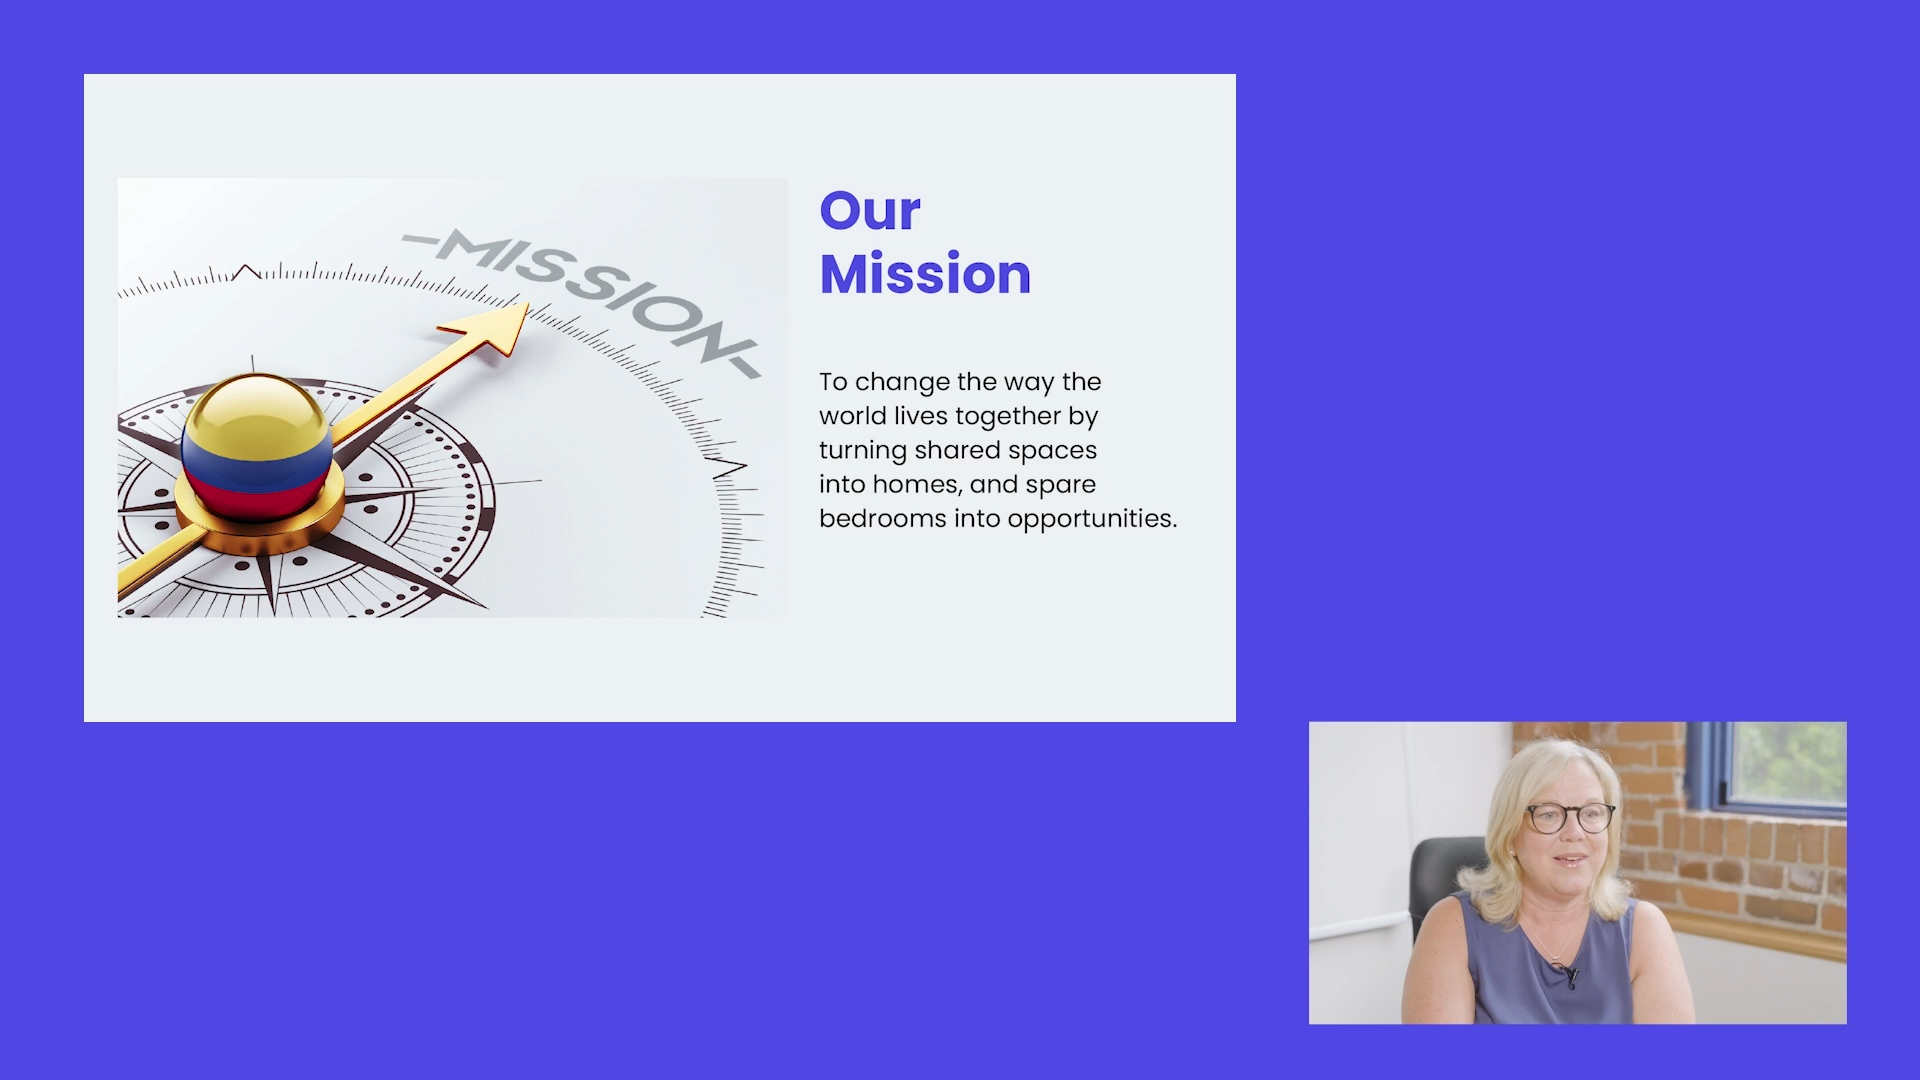 -MISSION-
Our
Mission
To change the way the
world lives together by
turning shared spaces
into homes, and spare
bedrooms into opportunities.